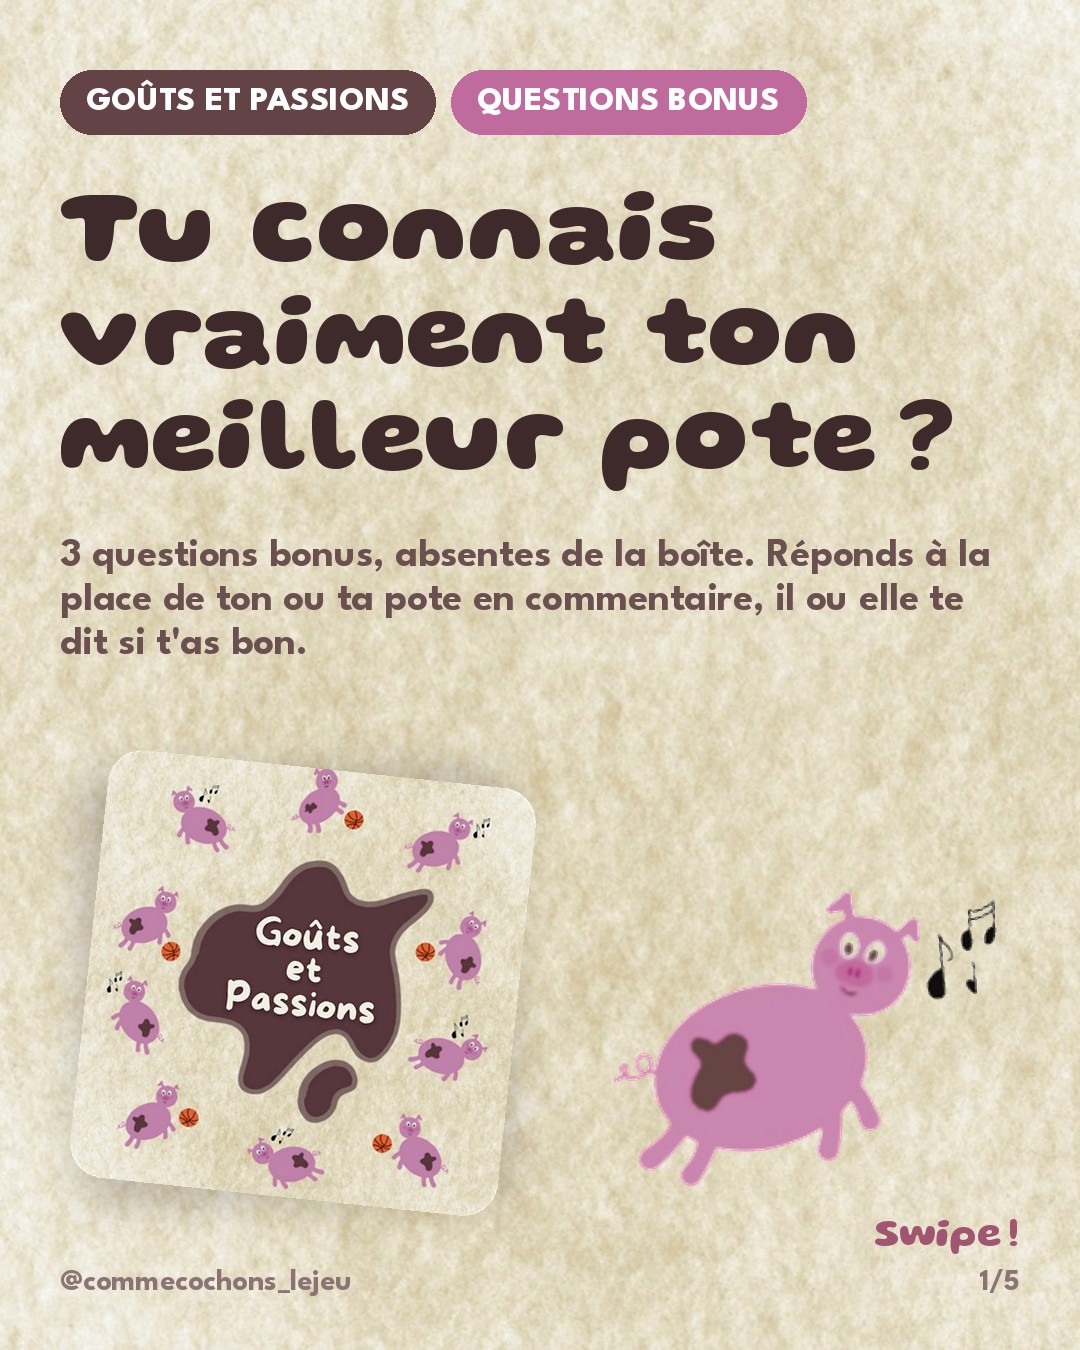 GOÛTS ET PASSIONS
QUESTIONS BONUS
Tu connais
vraiment ton
meilleur pote ?
3 questions bonus, absentes de la boîte. Réponds à la
place de ton ou ta pote en commentaire, il ou elle te
dit si t'as bon.
Goûts
et
Passions
Swipe !
@commecochons_lejeu
1/5